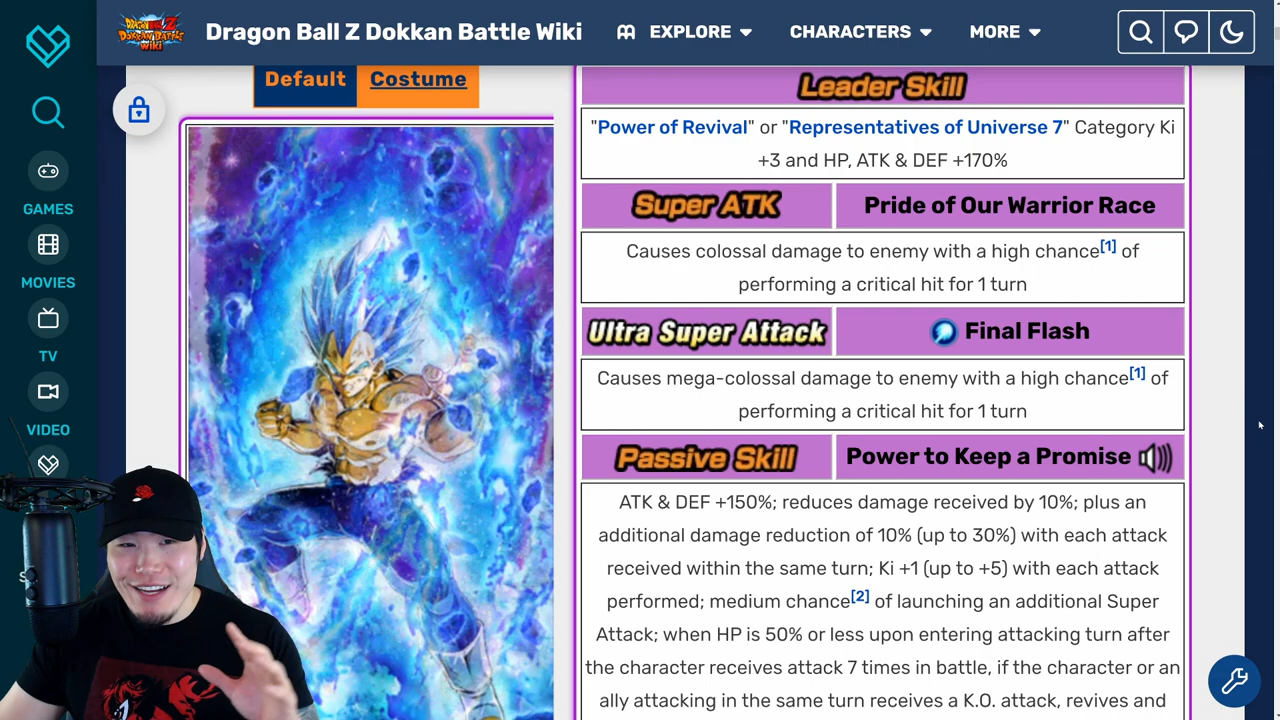 DRAGON BALL Z
DOKKAN
BATTLE
WIKI
Dragon Ball Z Dokkan Battle Wiki
EXPLORE
CHARACTERS
MORE
GAMES
MOVIES
TV
VIDEO
Default
Costume
Leader Skill
"Power of Revival" or "Representatives of Universe 7" Category Ki
+3 and HP, ATK & DEF +170%
Super ATK
Pride of Our Warrior Race
Causes colossal damage to enemy with a high chance[1] of
performing a critical hit for 1 turn
Ultra Super Attack
Final Flash
Causes mega-colossal damage to enemy with a high chance[1] of
performing a critical hit for 1 turn
Passive Skill
Power to Keep a Promise
ATK & DEF +150%; reduces damage received by 10%; plus an
additional damage reduction of 10% (up to 30%) with each attack
received within the same turn; Ki +1 (up to +5) with each attack
performed; medium chance[2] of launching an additional Super
Attack; when HP is 50% or less upon entering attacking turn after
the character receives attack 7 times in battle, if the character or an
ally attacking in the same turn receives a K.O. attack, revives and